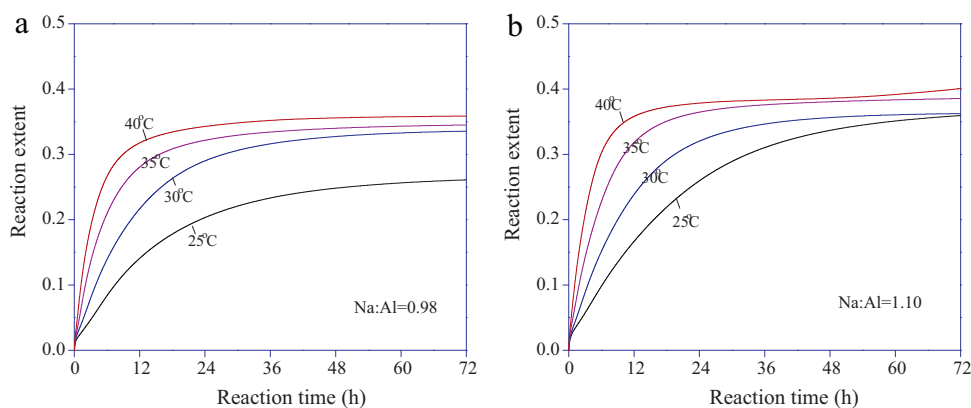 a
0.5
0.4
0.3
0.2
0.1
0.0
Reaction extent
40°C
35°C
30°C
25°C
Na:Al=0.98
0 12 24 36 48 60 72
Reaction time (h)
b
0.5
0.4
0.3
0.2
0.1
0.0
Reaction extent
40°C
35°C
30°C
25°C
Na:Al=1.10
0 12 24 36 48 60 72
Reaction time (h)